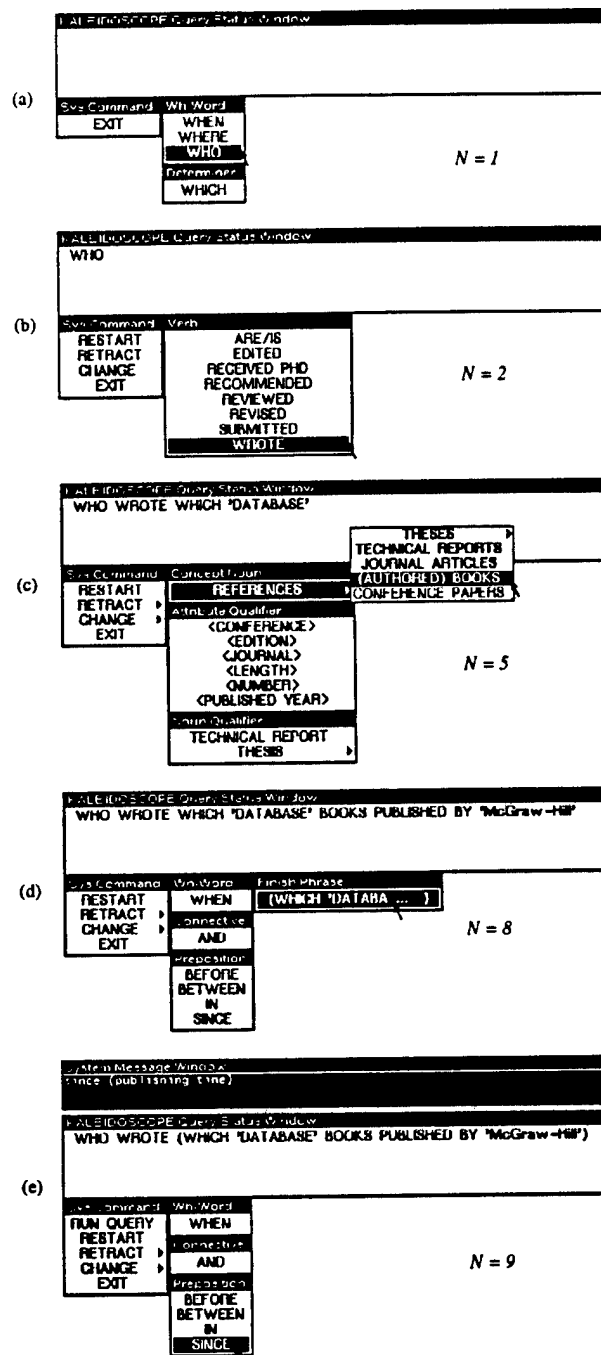 KALEIDOSCOPE Query Status Window
(a)
Sys Command Wh-Word
EXIT WHEN
WHERE
WHO
N = 1
Determiner
WHICH
KALEIDOSCOPE Query Status Window
WHO
(b)
Sys Command Verb
RESTART ARE/IS
RETRACT EDITED
CHANGE RECEIVED PHD
EXIT RECOMMENDED
N = 2
REVIEWED
REVISED
SUBMITTED
WROTE
KALEIDOSCOPE Query Status Window
WHO WROTE WHICH "DATABASE"
THESES
TECHNICAL REPORTS
JOURNAL ARTICLES
(c)
Sys Command Concept Noun (AUTHORED) BOOKS
RESTART REFERENCES CONFERENCE PAPERS
RETRACT
CHANGE Attribute Qualifier
EXIT <CONFERENCE>
<EDITION>
<JOURNAL>
N = 5
<LENGTH>
<NUMBER>
<PUBLISHED YEAR>
Noun Qualifier
TECHNICAL REPORT
THESIS
KALEIDOSCOPE Query Status Window
WHO WROTE WHICH "DATABASE" BOOKS PUBLISHED BY "McGraw-Hill"
(d)
Sys Command Wh-Word Finish Phrase
RESTART WHEN (WHICH "DATABA ... )
RETRACT
CHANGE Connective
EXIT AND
N = 8
Preposition
BEFORE
BETWEEN
IN
SINCE
System Message Window
since (publishing time)
KALEIDOSCOPE Query Status Window
WHO WROTE (WHICH "DATABASE" BOOKS PUBLISHED BY "McGraw-Hill")
(e)
Sys Command Wh-Word
RUN QUERY WHEN
RESTART
RETRACT Connective
CHANGE AND
EXIT
N = 9
Preposition
BEFORE
BETWEEN
IN
SINCE